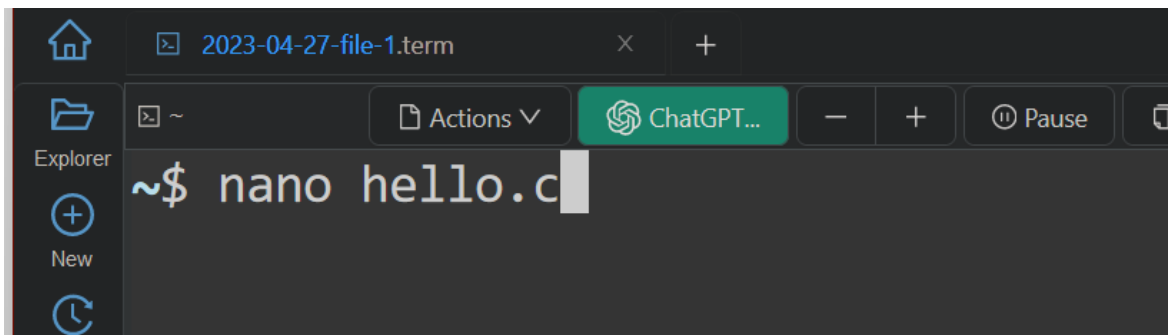 2023-04-27-file-1.term
+
~
Actions
ChatGPT...
Pause
Explorer
~$ nano hello.c
New